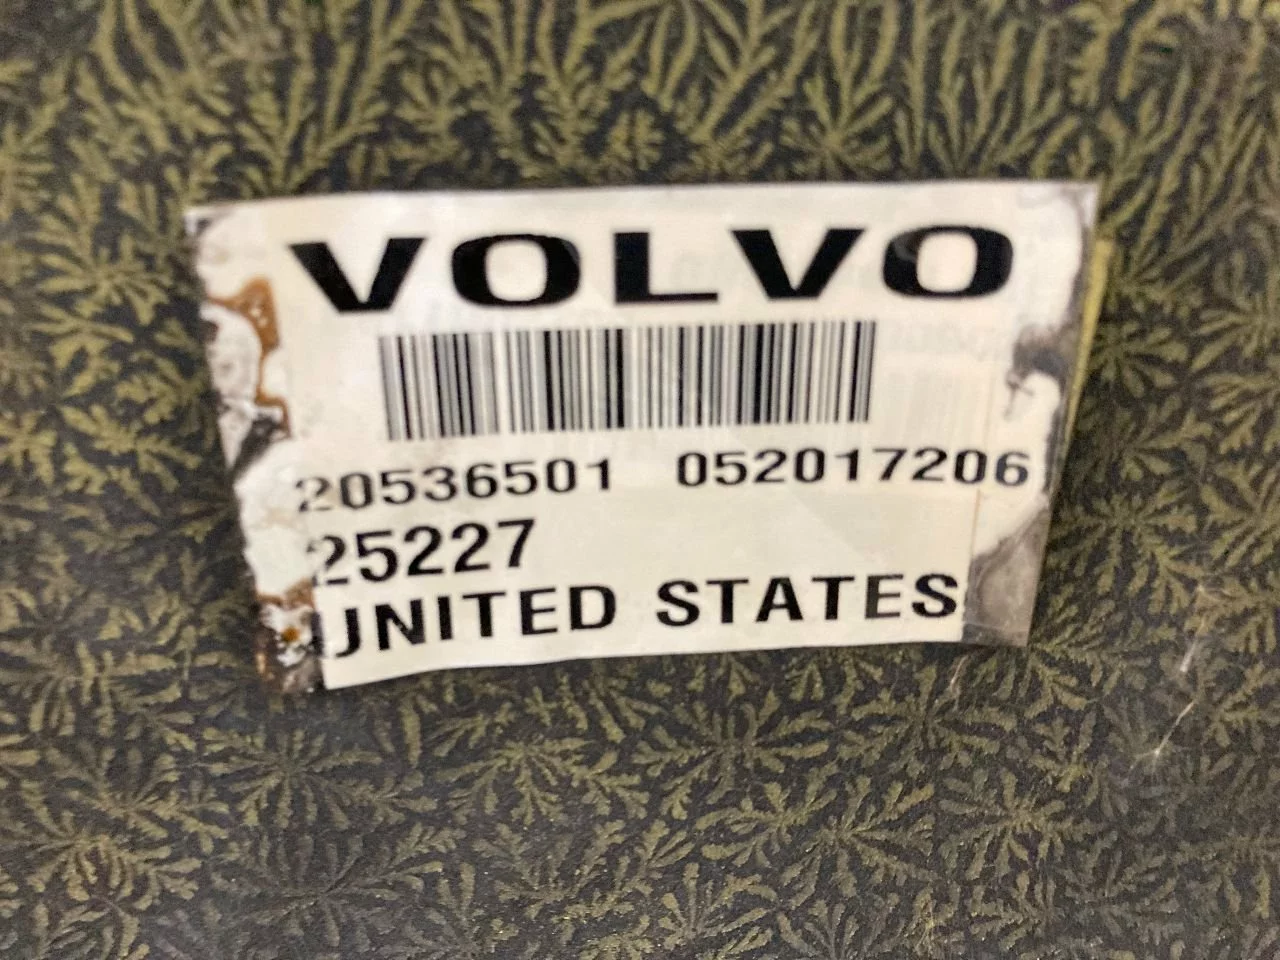 VOLVO
20536501 052017206
25227
UNITED STATES